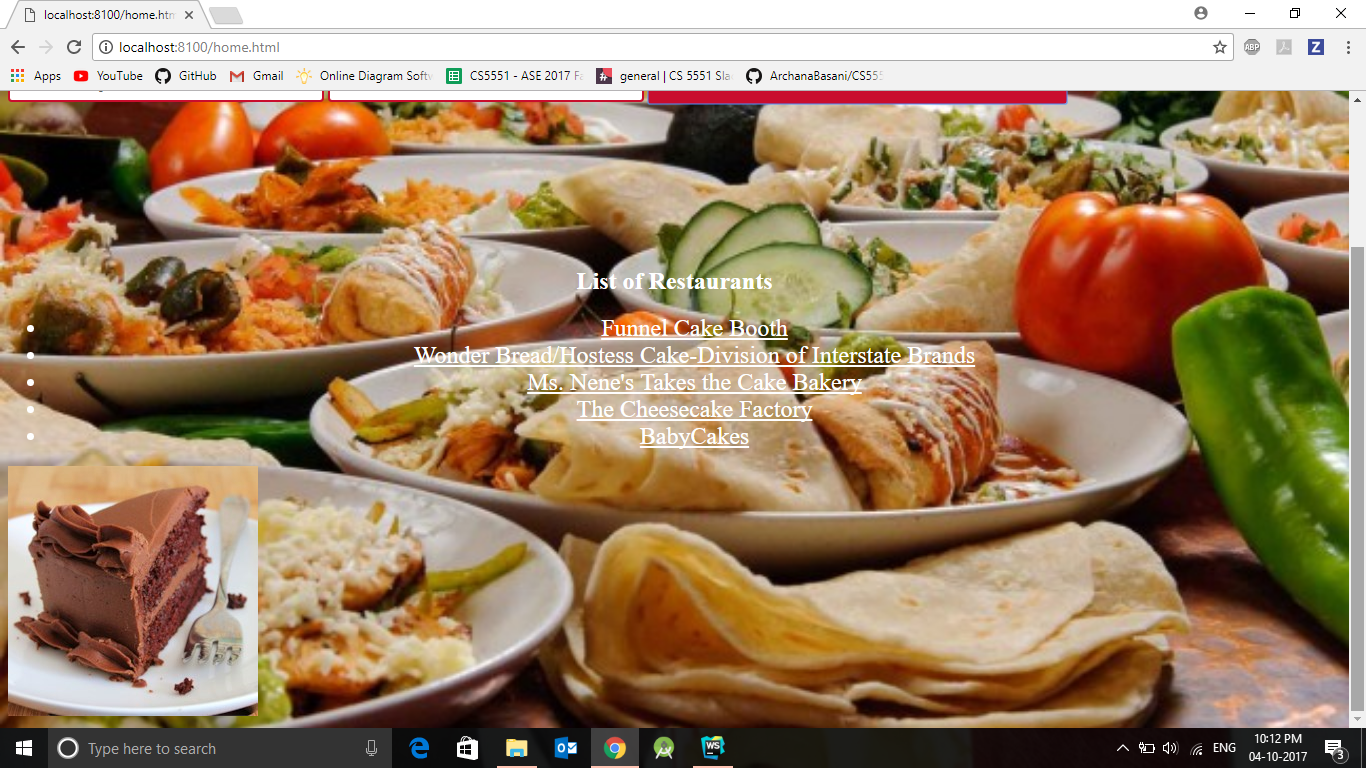 localhost:8100/home.htm
localhost:8100/home.html
Apps YouTube GitHub Gmail Online Diagram Softw CS5551 - ASE 2017 Fa general | CS 5551 Sla ArchanaBasani/CS555
ABP
Z
List of Restaurants
Funnel Cake Booth
Wonder Bread/Hostess Cake-Division of Interstate Brands
Ms. Nene's Takes the Cake Bakery
The Cheesecake Factory
BabyCakes
Type here to search
WS
ENG
10:12 PM
04-10-2017
3